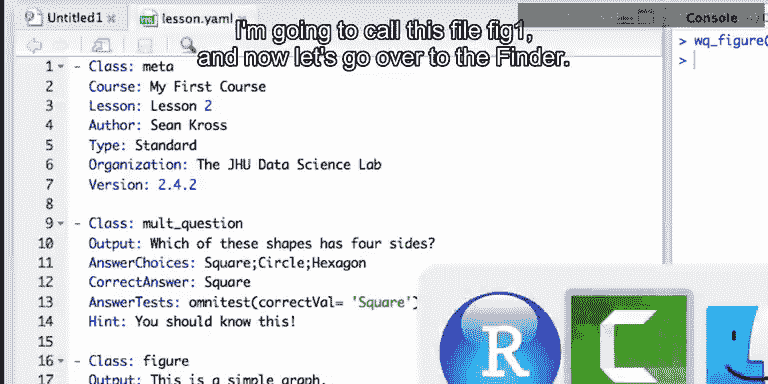 Untitled1
lesson.yaml
Console
I'm going to call this file fig1,
and now let's go over to the Finder.
> wq_figure(
>
1 - Class: meta
2 Course: My First Course
3 Lesson: Lesson 2
4 Author: Sean Kross
5 Type: Standard
6 Organization: The JHU Data Science Lab
7 Version: 2.4.2
8
9 - Class: mult_question
10 Output: Which of these shapes has four sides?
11 AnswerChoices: Square;Circle;Hexagon
12 CorrectAnswer: Square
13 AnswerTests: omnitest(correctVal= 'Square')
14 Hint: You should know this!
15
16 - Class: figure
17 Output: This is a simple graph.
R
C